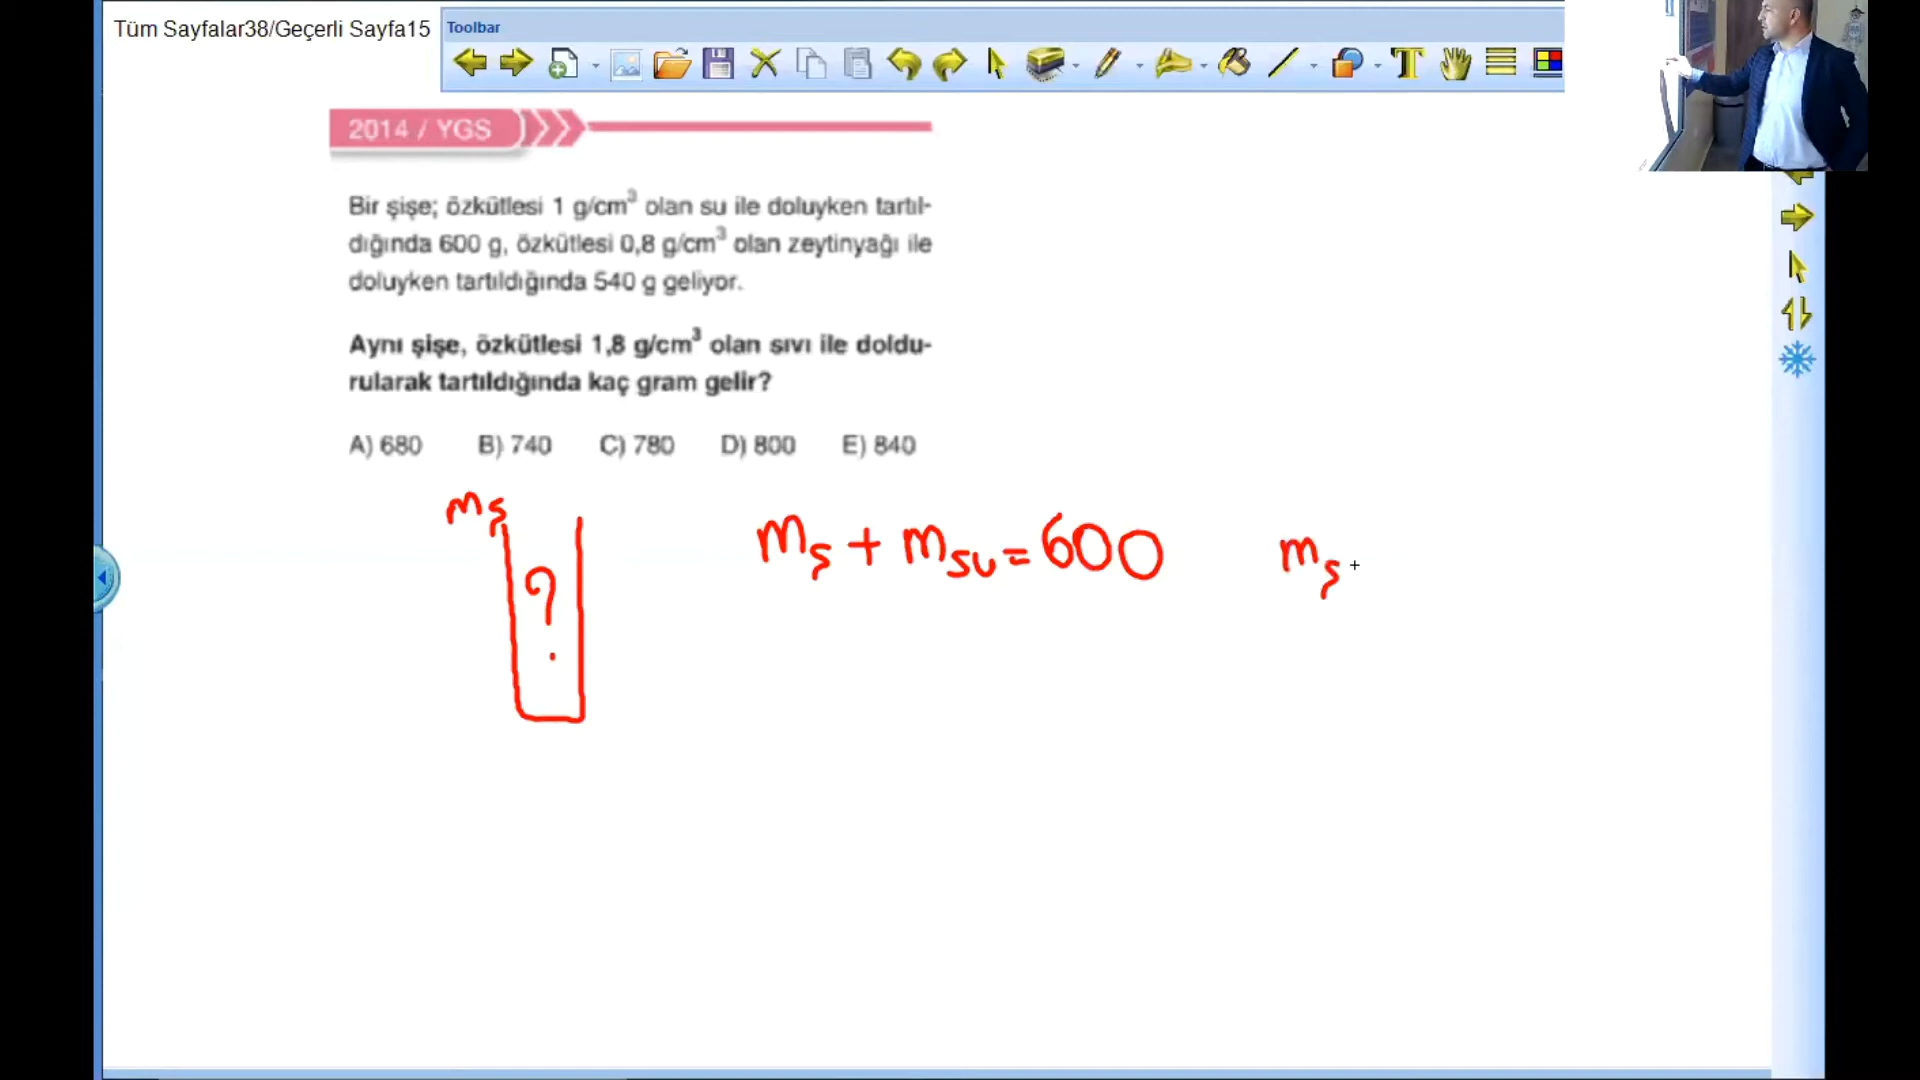 Tüm Sayfalar38/Geçerli Sayfa15
Toolbar
2014 / YGS
Bir şişe; özkütlesi 1 g/cm³ olan su ile doluyken tartıl-
dığında 600 g, özkütlesi 0,8 g/cm³ olan zeytinyağı ile
doluyken tartıldığında 540 g geliyor.
Aynı şişe, özkütlesi 1,8 g/cm³ olan sıvı ile doldu-
rularak tartıldığında kaç gram gelir?
A) 680 B) 740 C) 780 D) 800 E) 840
mş
?
mş + msu = 600
mş